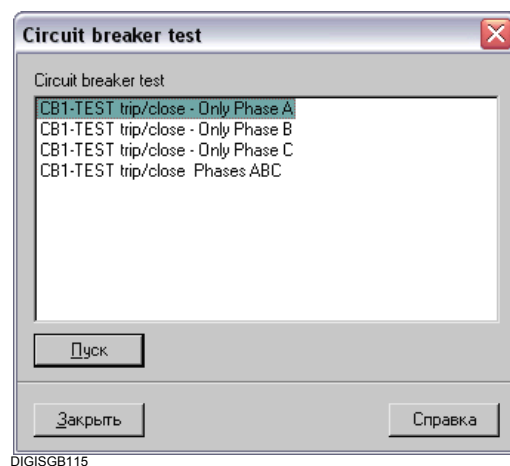 Circuit breaker test
Circuit breaker test
CB1-TEST trip/close - Only Phase A
CB1-TEST trip/close - Only Phase B
CB1-TEST trip/close - Only Phase C
CB1-TEST trip/close Phases ABC
Пуск
Закрыть
Справка
DIGISGB115